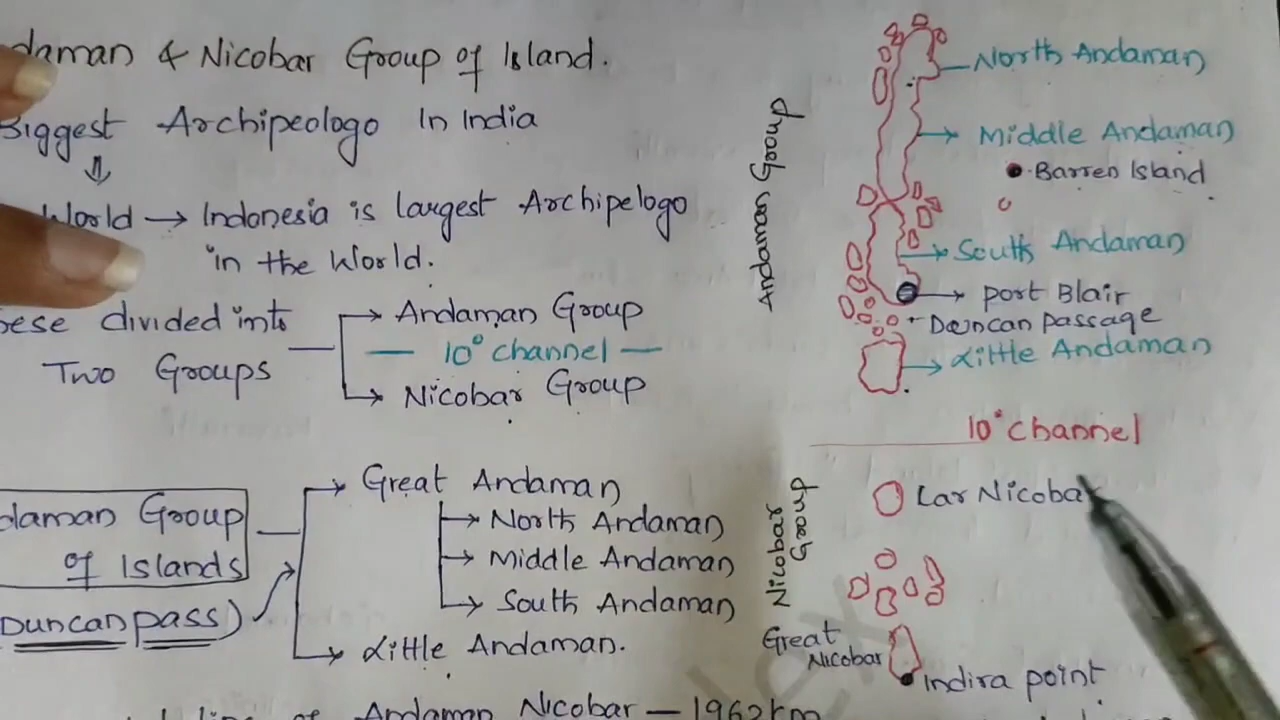 daman & Nicobar Group of Island.
Biggest Archipeologo In India
World → Indonesia is largest Archipelogo
in the World.
ese divided into
Two Groups
→ Andaman Group
— 10° channel —
→ Nicobar Group
daman Group
of Islands
(Duncan pass)
→ Great Andaman
→ North Andaman
→ Middle Andaman
→ South Andaman
→ Little Andaman.
Andaman Nicobar — 1962 km
Andaman Group
North Andaman
→ Middle Andaman
Barren Island
→ South Andaman
→ Port Blair
Duncan passage
→ Little Andaman
10° channel
Nicobar
Group
Car Nicoba
Great
Nicobar
Indira point